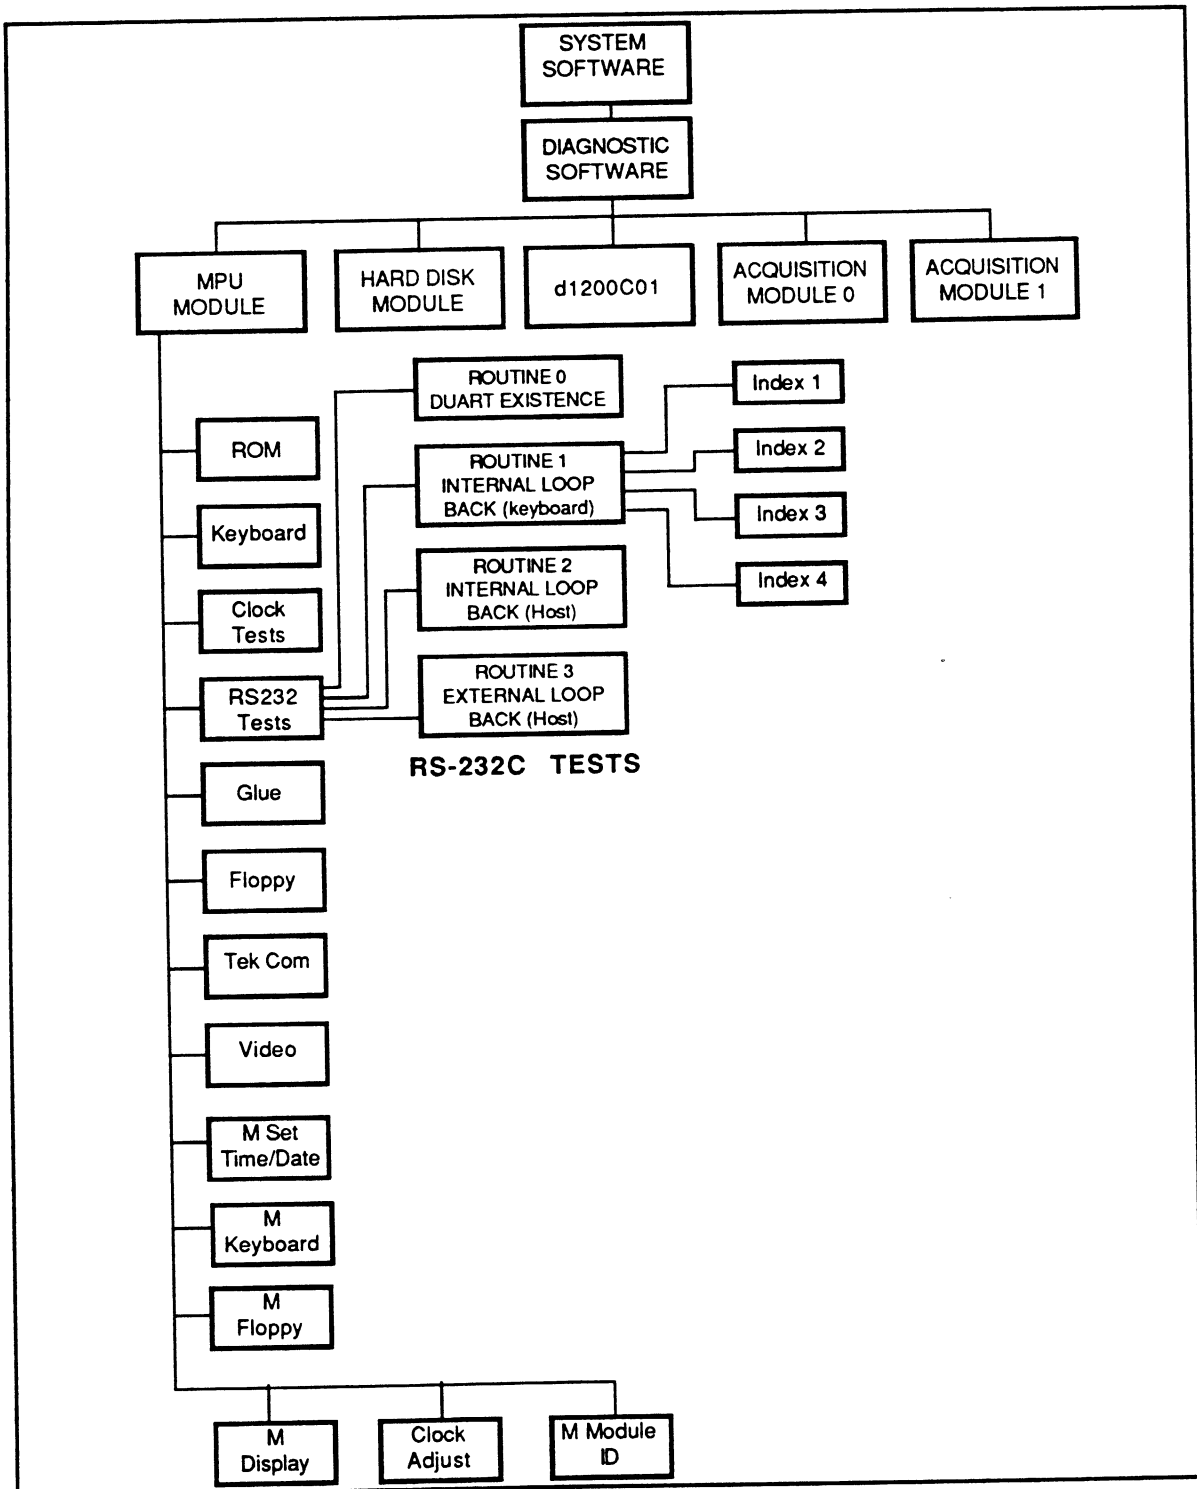 SYSTEM
SOFTWARE
DIAGNOSTIC
SOFTWARE
MPU
MODULE
HARD DISK
MODULE
d1200C01
ACQUISITION
MODULE 0
ACQUISITION
MODULE 1
ROUTINE 0
DUART EXISTENCE
ROUTINE 1
INTERNAL LOOP
BACK (keyboard)
ROUTINE 2
INTERNAL LOOP
BACK (Host)
ROUTINE 3
EXTERNAL LOOP
BACK (Host)
RS-232C TESTS
Index 1
Index 2
Index 3
Index 4
ROM
Keyboard
Clock
Tests
RS232
Tests
Glue
Floppy
Tek Com
Video
M Set
Time/Date
M
Keyboard
M
Floppy
M
Display
Clock
Adjust
M Module
ID